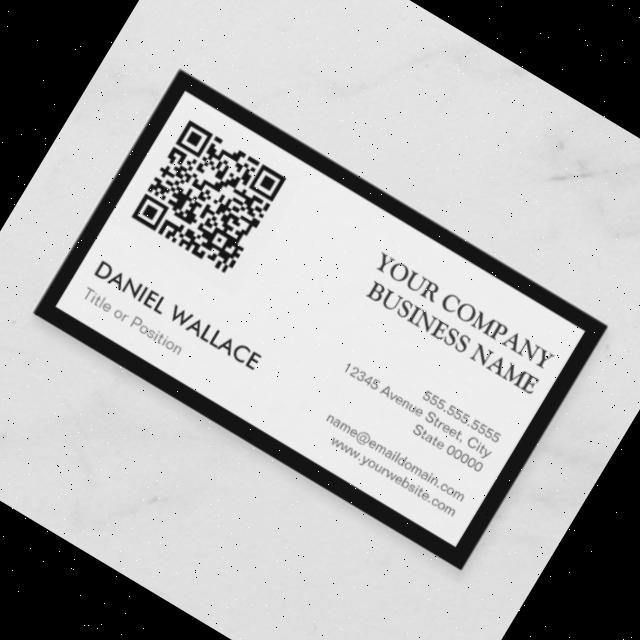 YOUR COMPANY
BUSINESS NAME
DANIEL WALLACE
Title or Position
555.555.5555
12345 Avenue Street, City
State 00000
name@emaildomain.com
www.yourwebsite.com